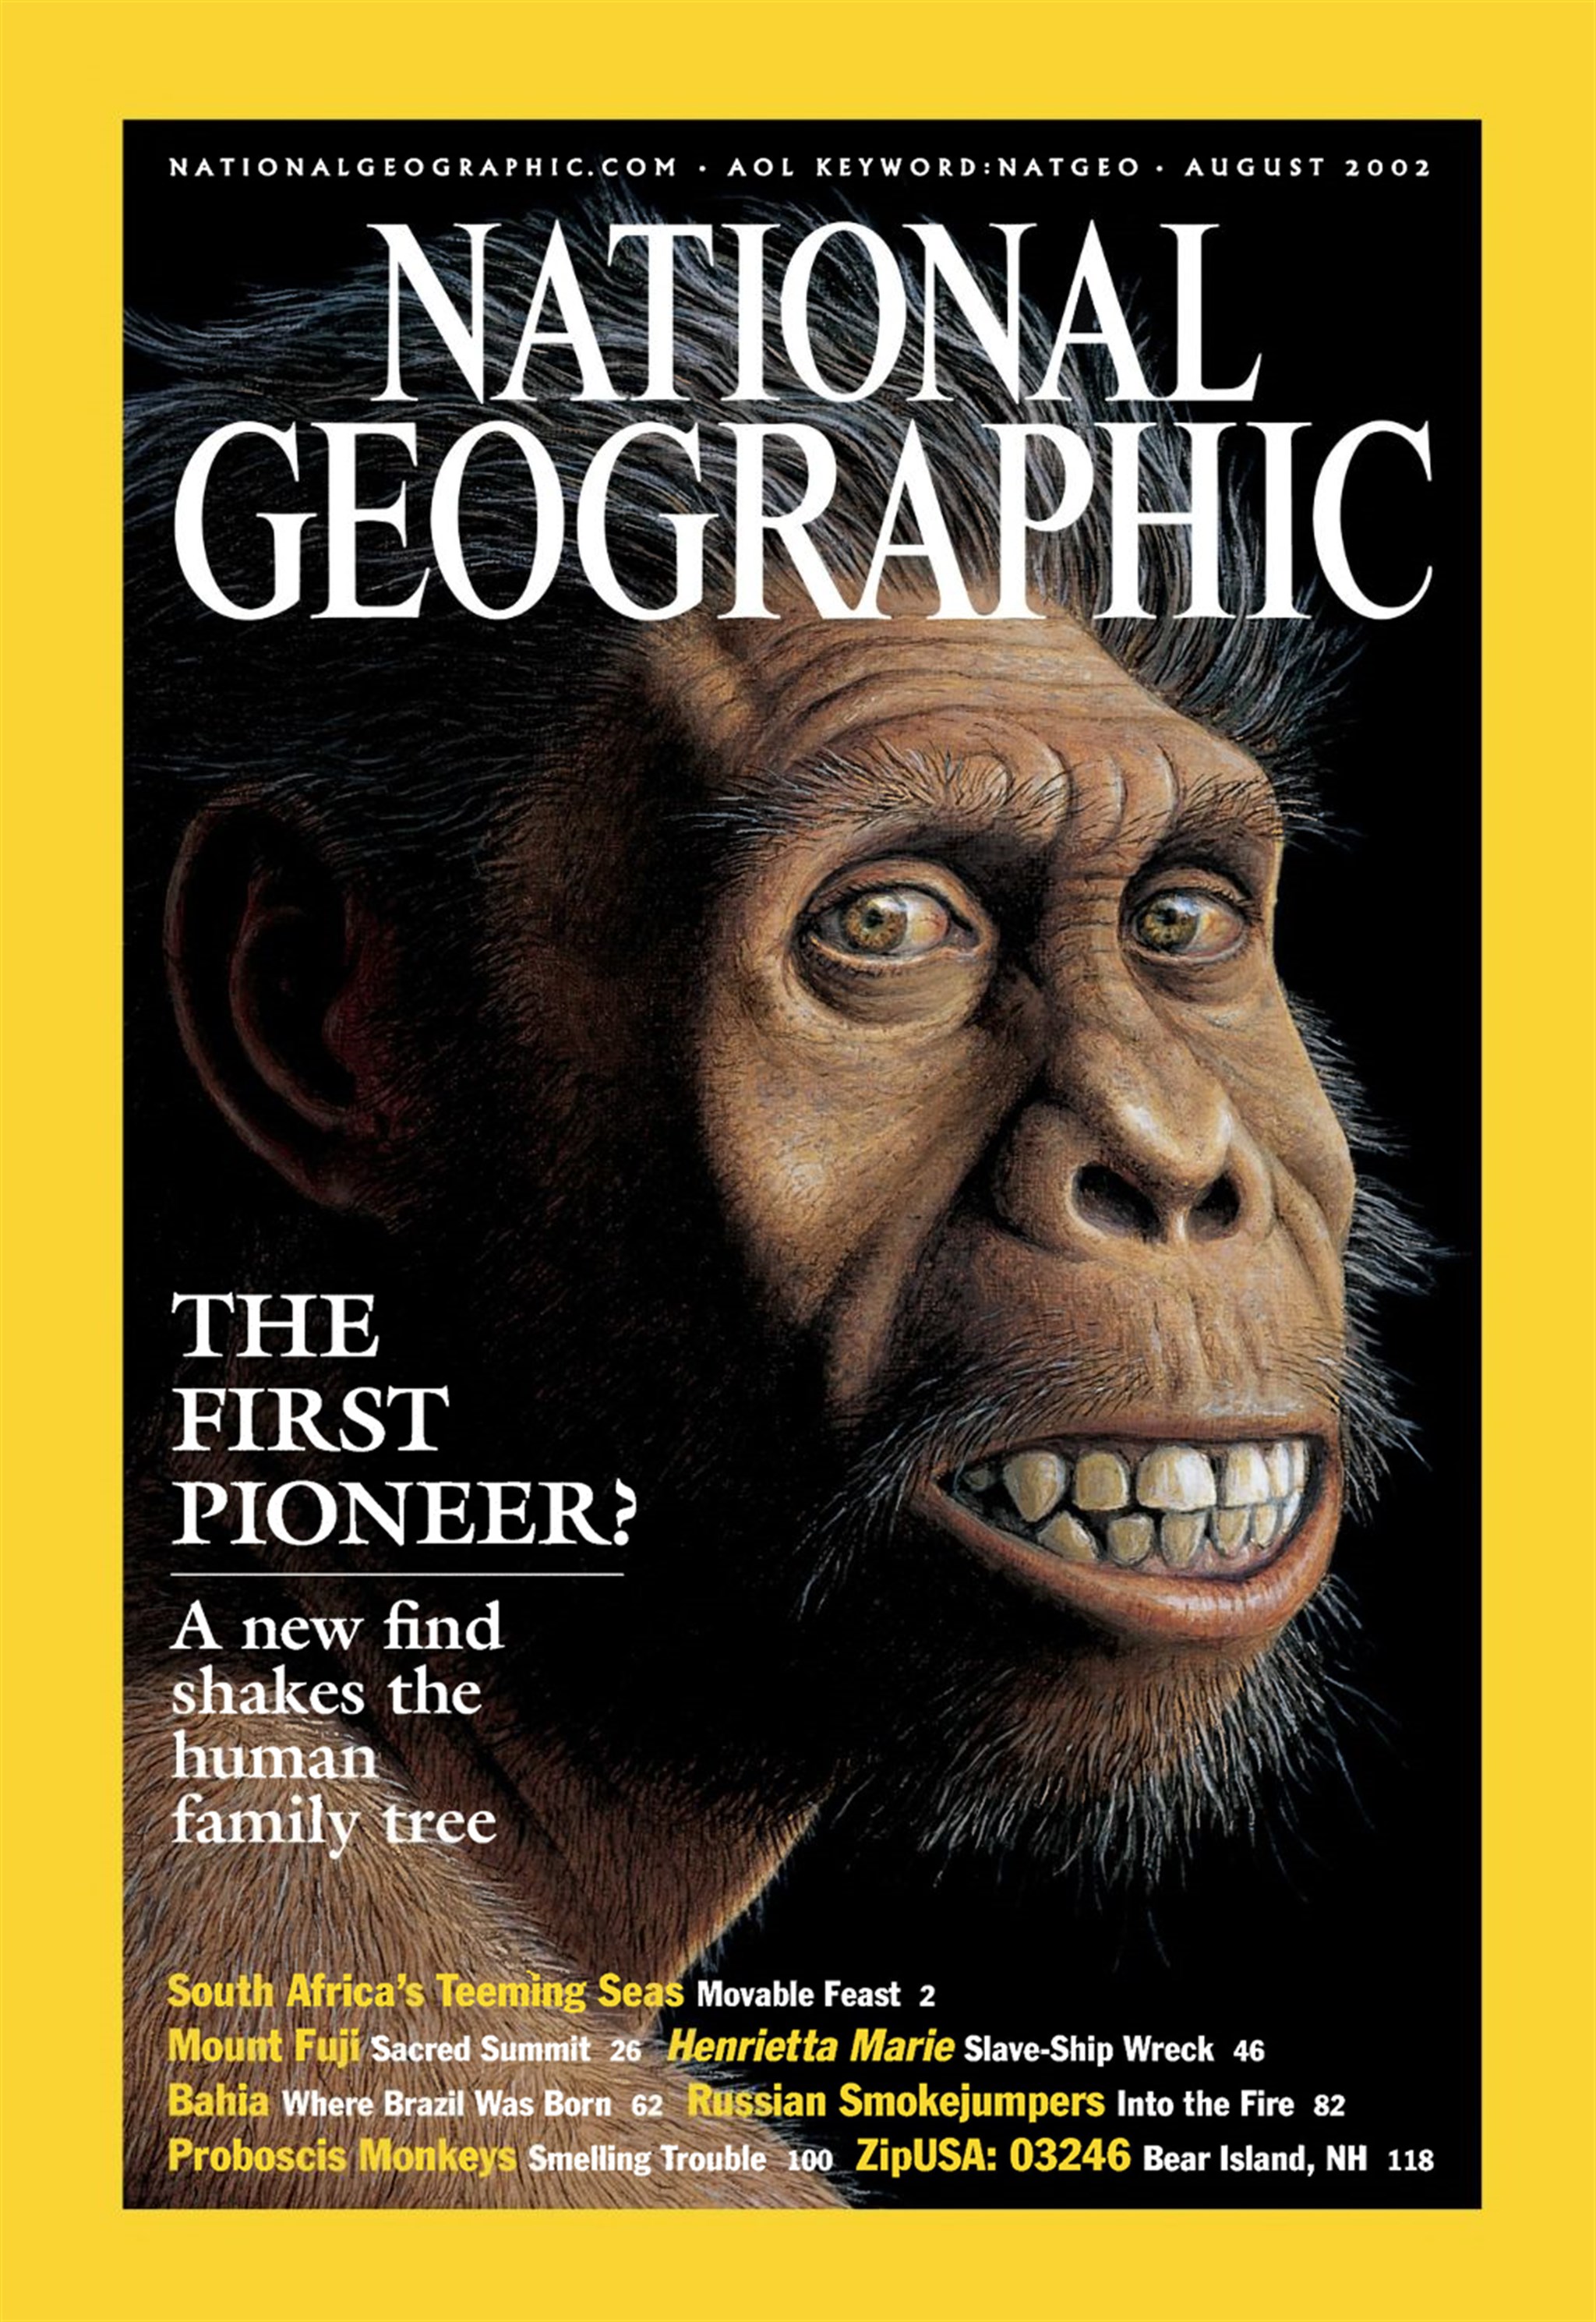 NATIONALGEOGRAPHIC.COM · AOL KEYWORD:NATGEO · AUGUST 2002
NATIONAL
GEOGRAPHIC
THE
FIRST
PIONEER?
A new find
shakes the
human
family tree
South Africa's Teeming Seas Movable Feast 2
Mount Fuji Sacred Summit 26 Henrietta Marie Slave-Ship Wreck 46
Bahia Where Brazil Was Born 62 Russian Smokejumpers Into the Fire 82
Proboscis Monkeys Smelling Trouble 100 ZipUSA: 03246 Bear Island, NH 118